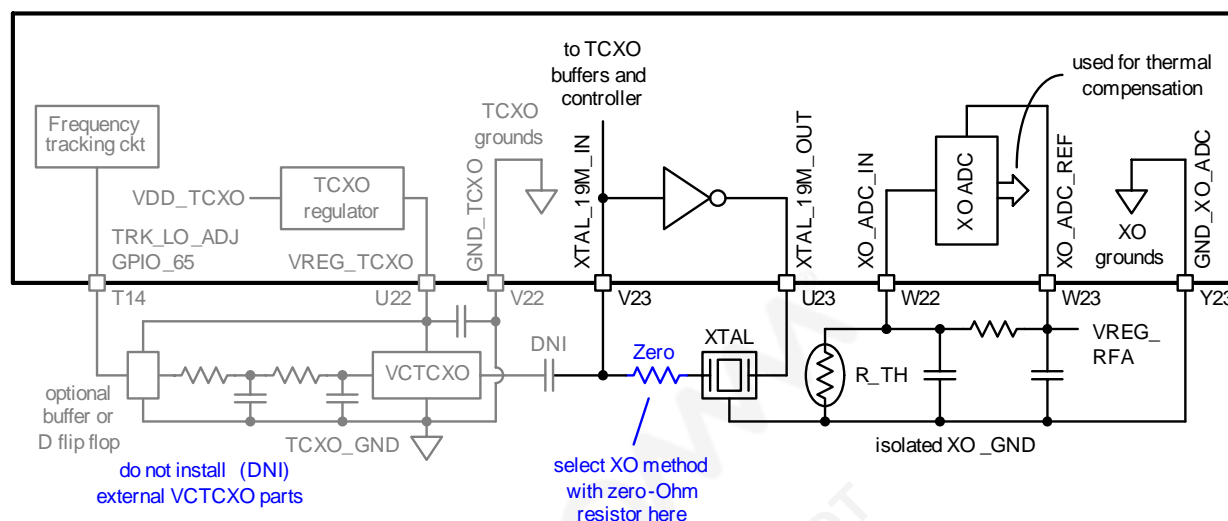 to TCXO
buffers and
controller
used for thermal
compensation
Frequency
tracking ckt
TCXO
grounds
VDD_TCXO
TCXO
regulator
TRK_LO_ADJ
GPIO_65
VREG_TCXO
GND_TCXO
XTAL_19M_IN
XTAL_19M_OUT
XO_ADC_IN
XO ADC
XO_ADC_REF
XO
grounds
GND_XO_ADC
T14
U22
V22
V23
U23
W22
W23
Y23
DNI
Zero
XTAL
VREG_
RFA
VCTCXO
R_TH
optional
buffer or
D flip flop
TCXO_GND
isolated XO_GND
do not install (DNI)
external VCTCXO parts
select XO method
with zero-Ohm
resistor here